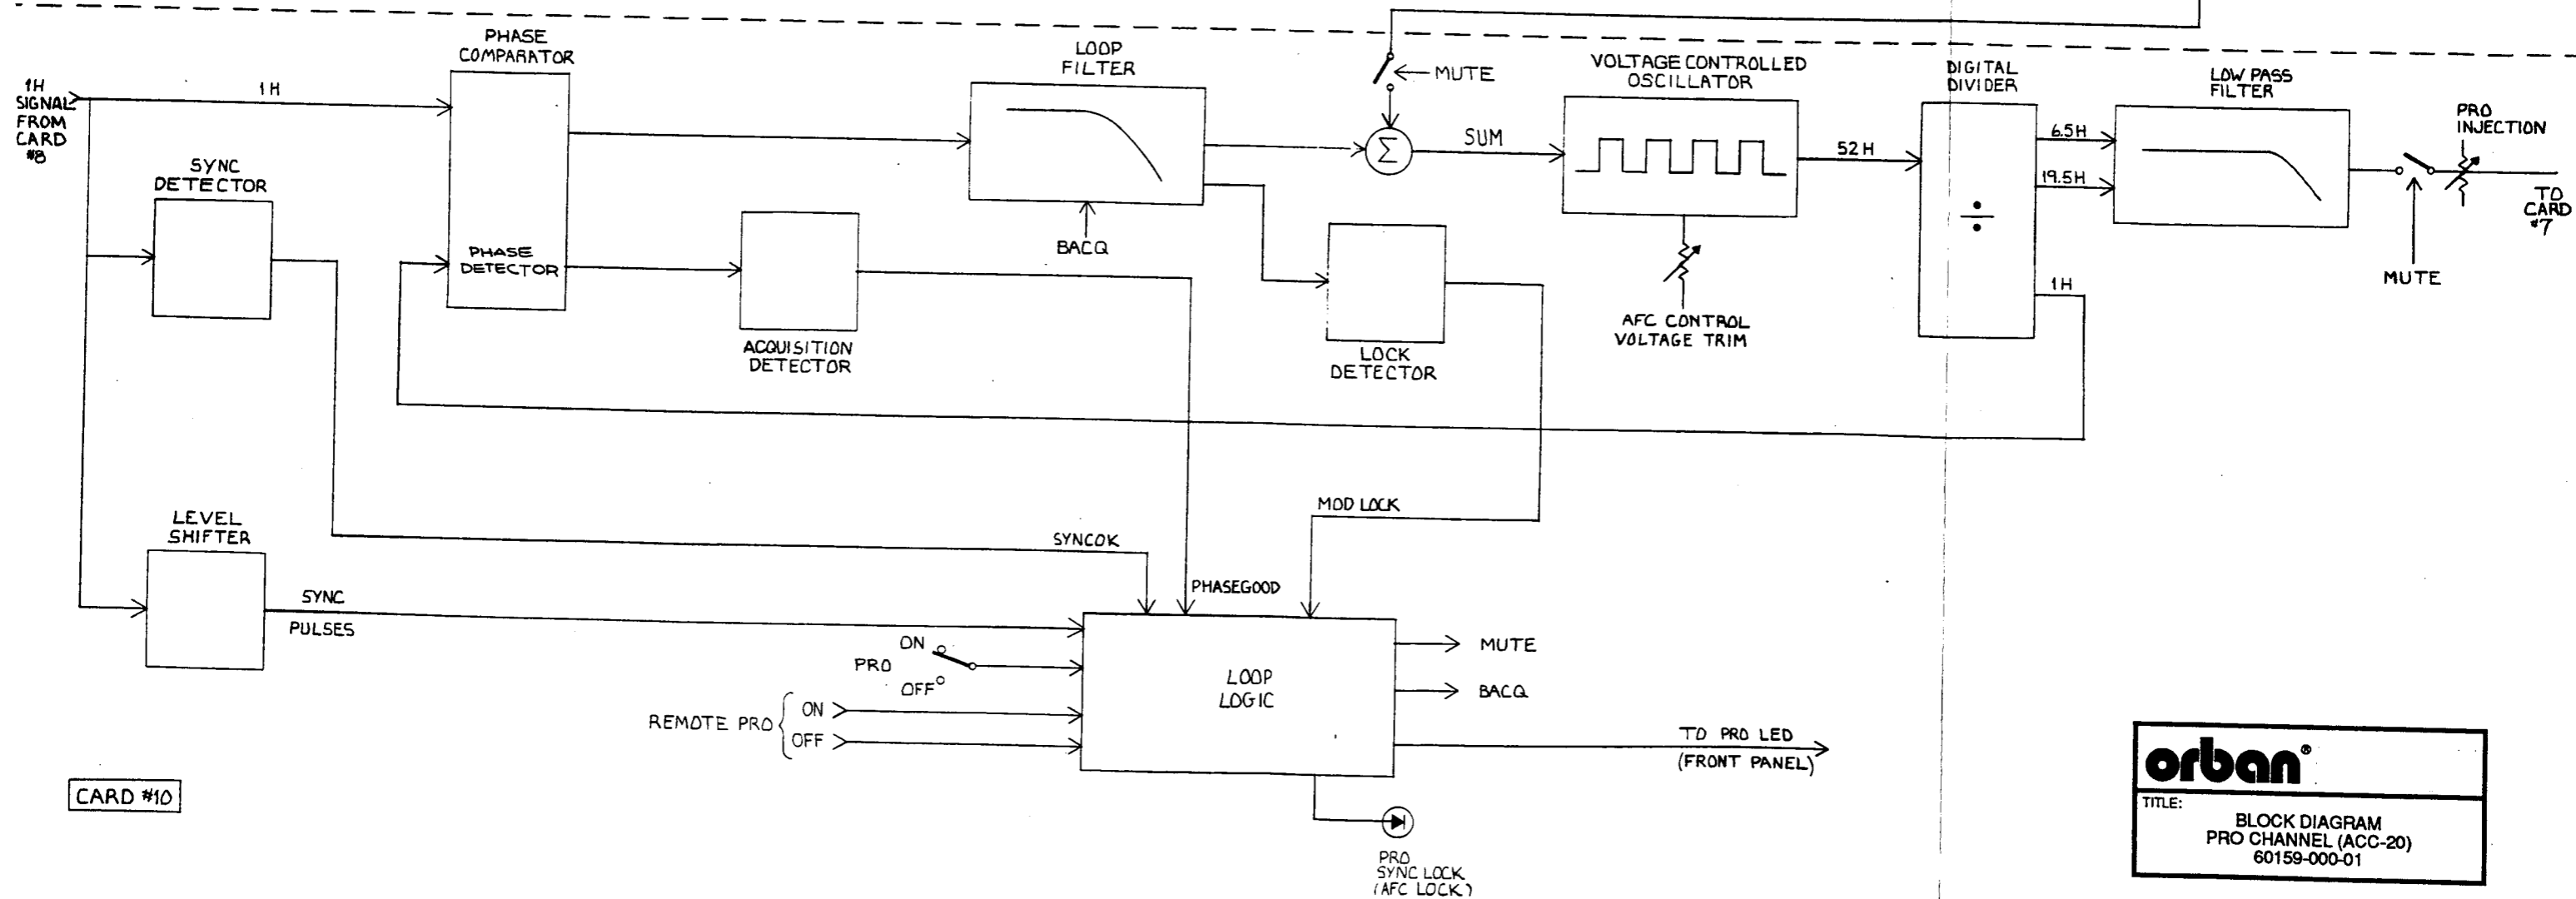 1H
SIGNAL
FROM
CARD
#8
1H
PHASE
COMPARATOR
PHASE
DETECTOR
SYNC
DETECTOR
LEVEL
SHIFTER
SYNC
PULSES
LOOP
FILTER
BACQ
ACQUISITION
DETECTOR
MUTE
Σ
SUM
LOCK
DETECTOR
VOLTAGE CONTROLLED
OSCILLATOR
AFC CONTROL
VOLTAGE TRIM
52H
DIGITAL
DIVIDER
÷
6.5H
19.5H
1H
LOW PASS
FILTER
PRO
INJECTION
MUTE
TO
CARD
#7
SYNCOK
PHASEGOOD
MOD LOCK
ON
PRO
OFF
REMOTE PRO
ON
OFF
LOOP
LOGIC
MUTE
BACQ
TO PRO LED
(FRONT PANEL)
PRO
SYNC LOCK
(AFC LOCK)
CARD #10
orban®
TITLE:
BLOCK DIAGRAM
PRO CHANNEL (ACC-20)
60159-000-01